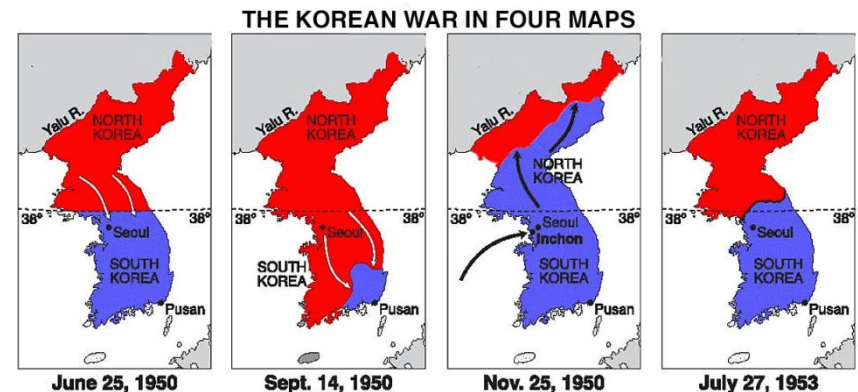 THE KOREAN WAR IN FOUR MAPS
Yalu R.
NORTH
KOREA
38°
Seoul
SOUTH
KOREA
Pusan
June 25, 1950
Yalu R.
NORTH
KOREA
38°
38°
Seoul
SOUTH
KOREA
Pusan
Sept. 14, 1950
Yalu R.
NORTH
KOREA
38°
38°
Seoul
Inchon
SOUTH
KOREA
Pusan
Nov. 25, 1950
Yalu R.
NORTH
KOREA
38°
38°
Seoul
SOUTH
KOREA
Pusan
July 27, 1953